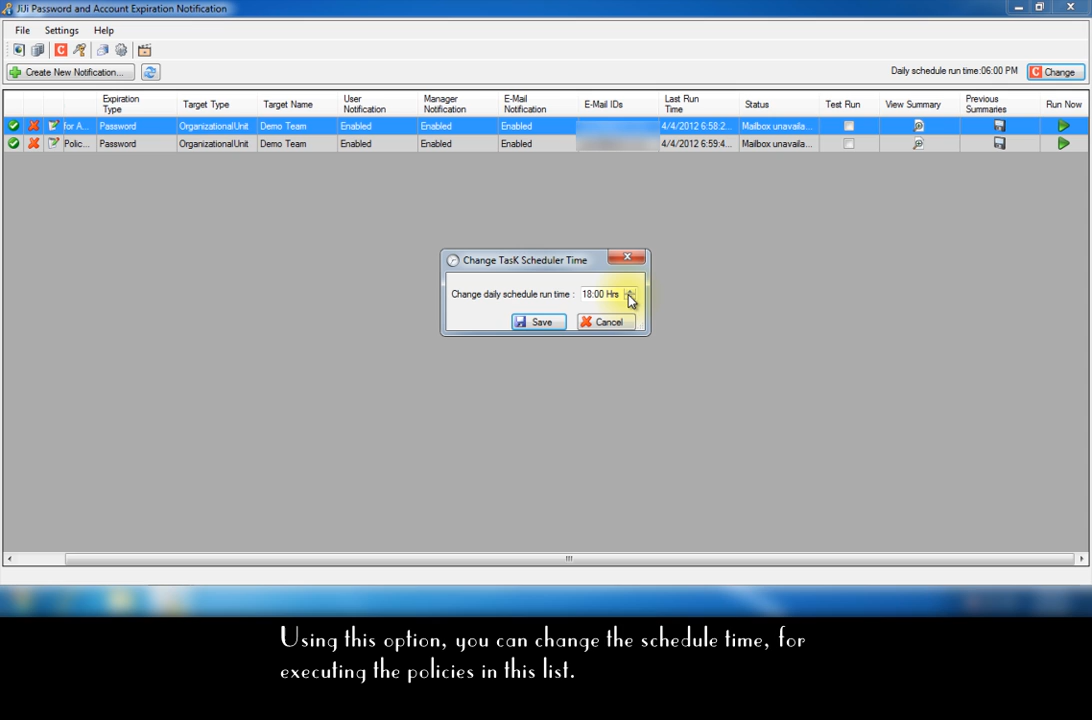 JiJi Password and Account Expiration Notification
File Settings Help
Create New Notification... Daily schedule run time:06:00 PM Change
Expiration Type Target Type Target Name User Notification Manager Notification E-Mail Notification E-Mail IDs Last Run Time Status Test Run View Summary Previous Summaries Run Now
for A... Password OrganizationalUnit Demo Team Enabled Enabled Enabled 4/4/2012 6:58:2... Mailbox unavaila...
Polic... Password OrganizationalUnit Demo Team Enabled Enabled Enabled 4/4/2012 6:59:4... Mailbox unavaila...
Change TasK Scheduler Time
Change daily schedule run time : 18:00 Hrs
Save Cancel
Using this option, you can change the schedule time, for
executing the policies in this list.